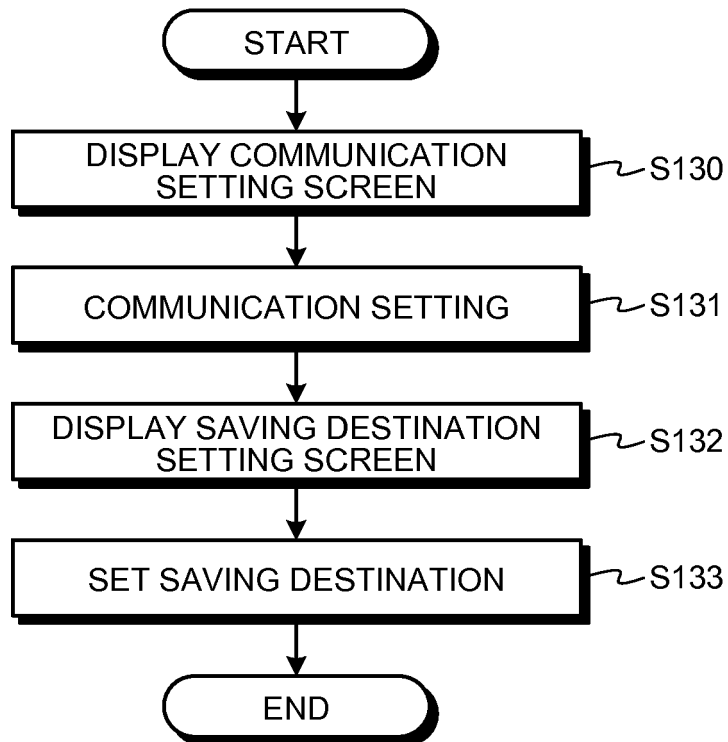 START
DISPLAY COMMUNICATION
SETTING SCREEN
S130
COMMUNICATION SETTING
S131
DISPLAY SAVING DESTINATION
SETTING SCREEN
S132
SET SAVING DESTINATION
S133
END